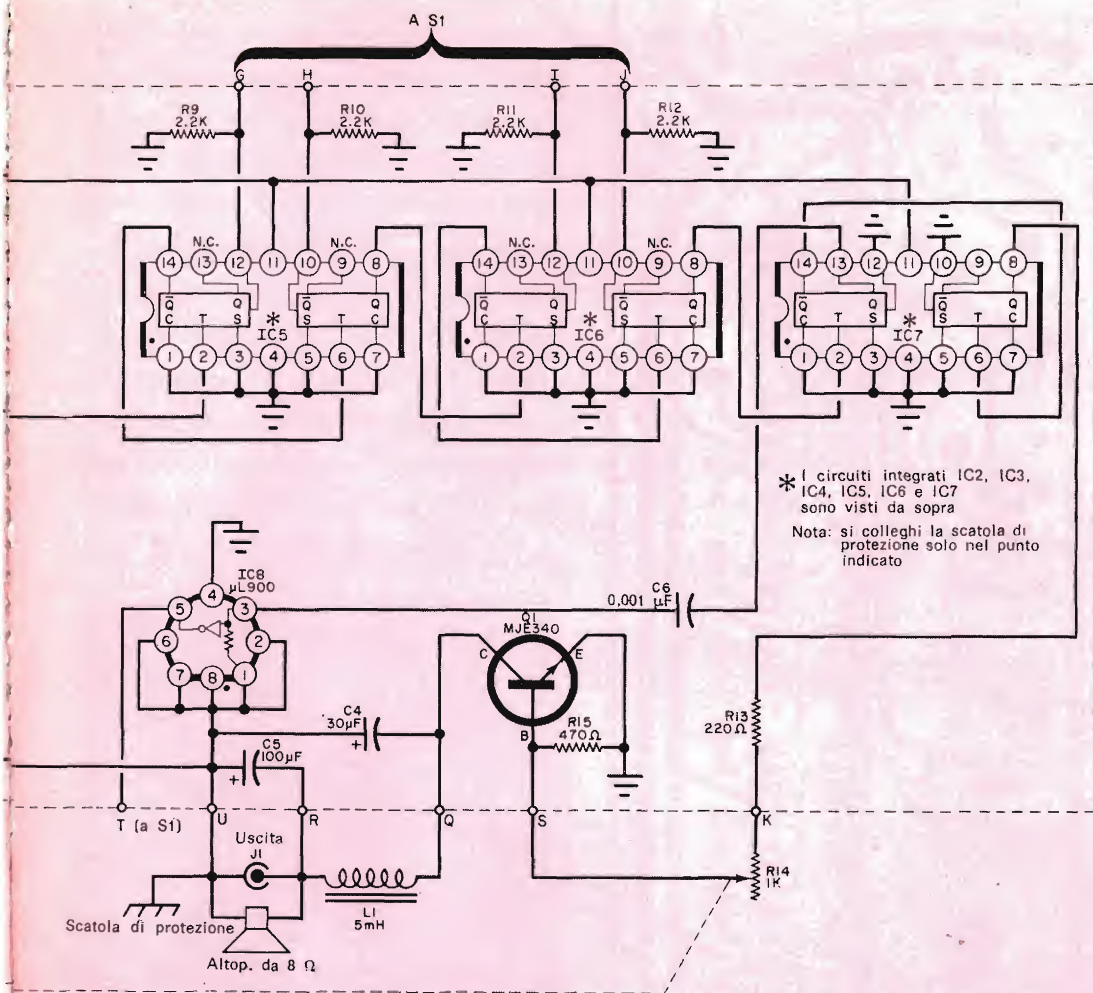 A S1
G H I J
R9 2.2K R10 2.2K R11 2.2K R12 2.2K
N.C. N.C. N.C. N.C.
14 13 12 11 10 9 8 14 13 12 11 10 9 8 14 13 12 11 10 9 8
Q̅ Q Q̅ Q Q̅ Q Q̅ Q Q̅ Q Q̅ Q
C T S * S T C C T S * S T C C T S * S T C
IC5 IC6 IC7
1 2 3 4 5 6 7 1 2 3 4 5 6 7 1 2 3 4 5 6 7
* I circuiti integrati IC2, IC3,
IC4, IC5, IC6 e IC7
sono visti da sopra
Nota: si colleghi la scatola di
protezione solo nel punto
indicato
IC8
µL900
5 4 3
6 2
7 8 1
C6
0,001 µF
Q1
MJE340
C E
B
R15
470Ω
R13
220Ω
C4
30µF
+
C5
100µF
+
T (a S1) U R Q S K
Uscita
J1
R14
1K
L1
5mH
Scatola di protezione
Altop. da 8 Ω